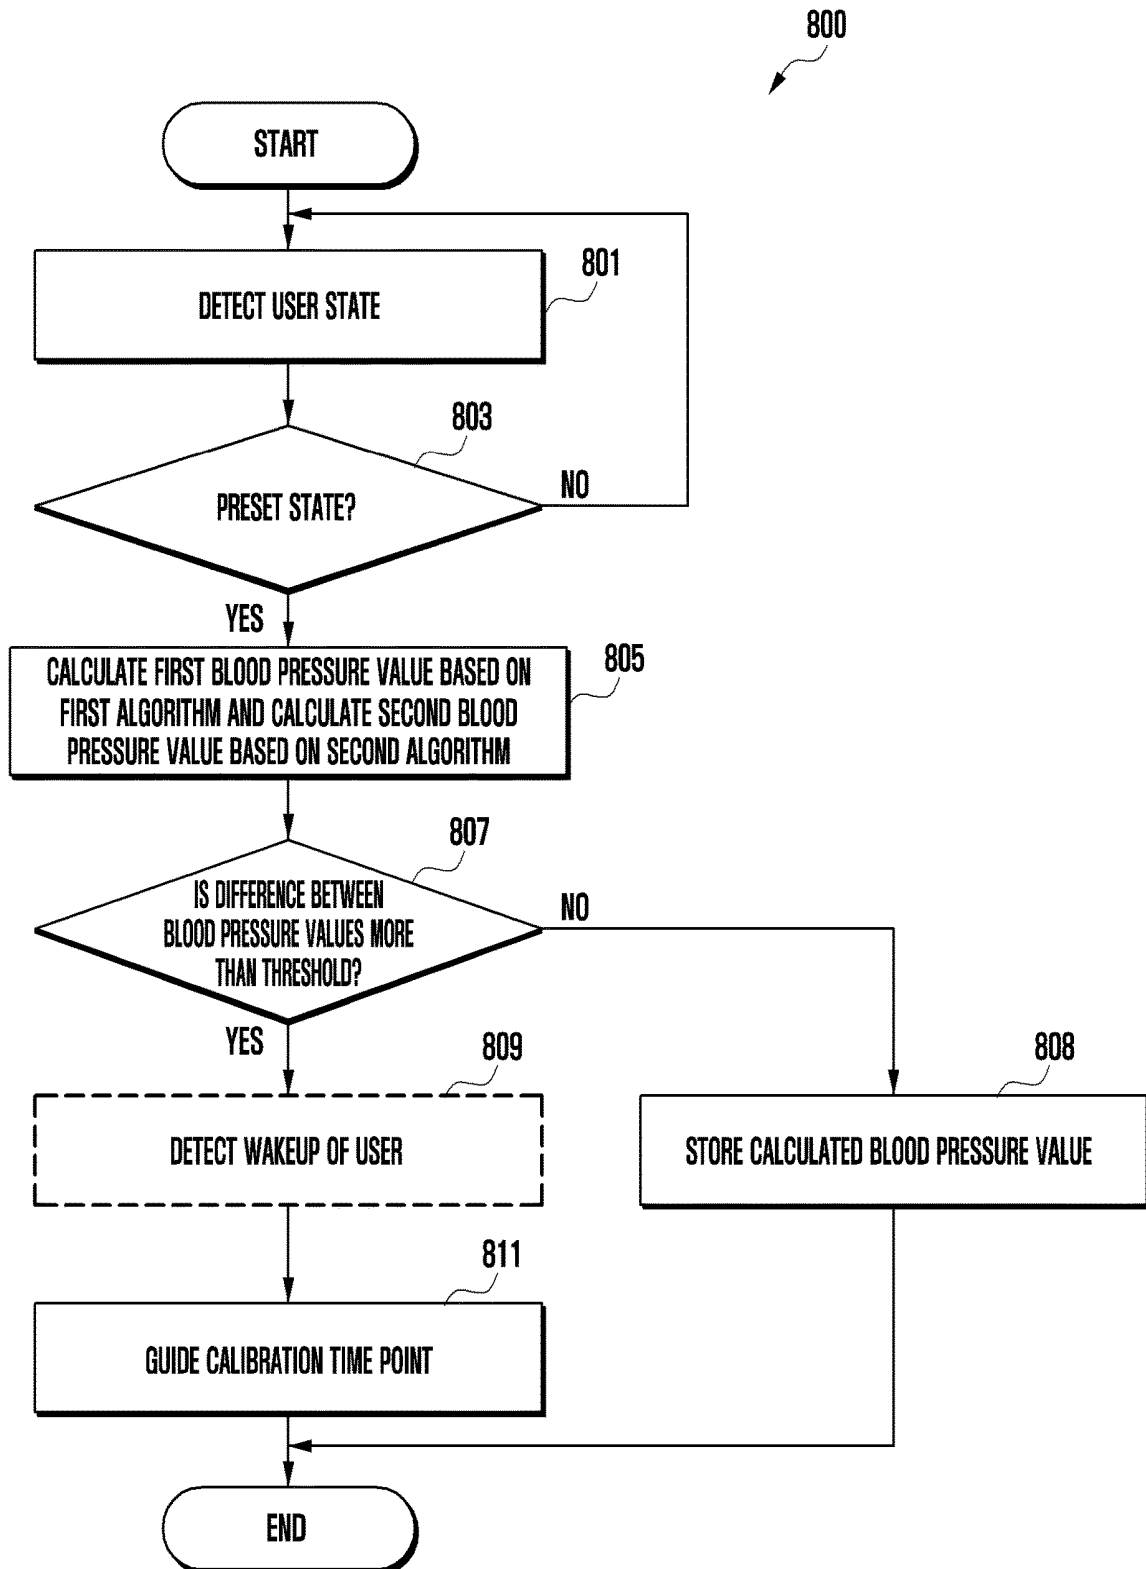 800
START
801
DETECT USER STATE
803
PRESET STATE?
NO
YES
805
CALCULATE FIRST BLOOD PRESSURE VALUE BASED ON
FIRST ALGORITHM AND CALCULATE SECOND BLOOD
PRESSURE VALUE BASED ON SECOND ALGORITHM
807
IS DIFFERENCE BETWEEN
BLOOD PRESSURE VALUES MORE
THAN THRESHOLD?
NO
YES
809
DETECT WAKEUP OF USER
808
STORE CALCULATED BLOOD PRESSURE VALUE
811
GUIDE CALIBRATION TIME POINT
END